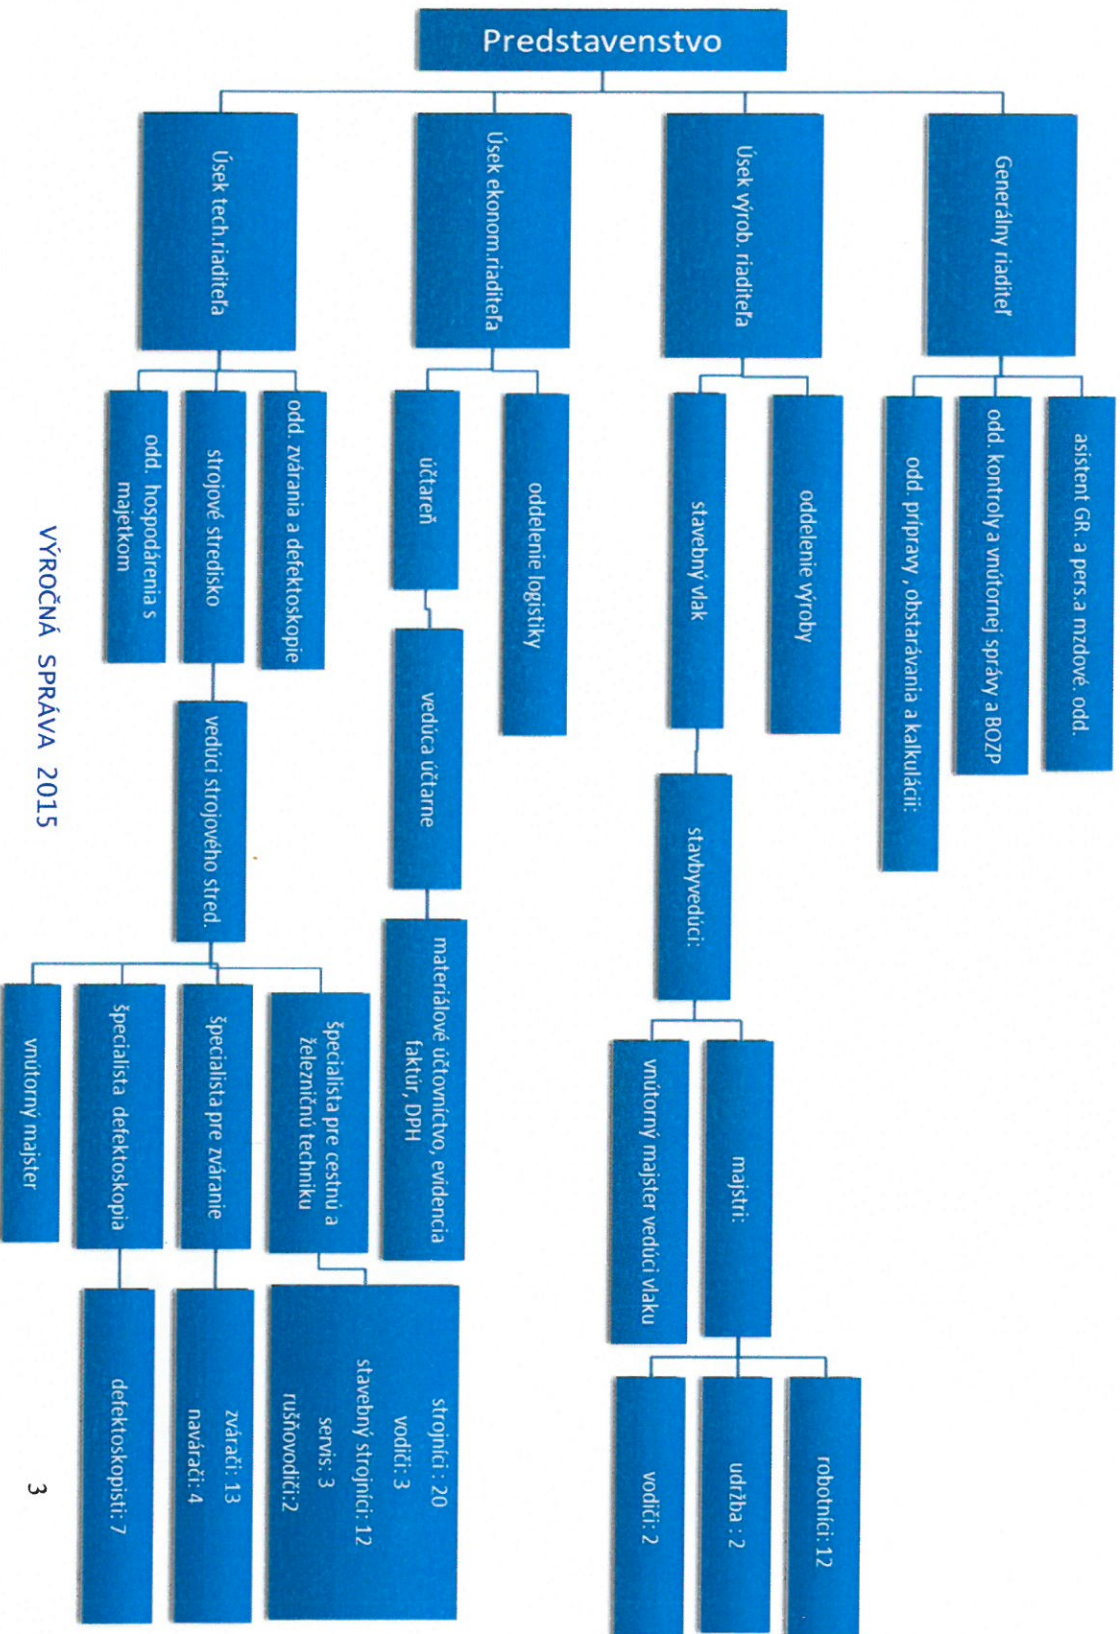 Predstavenstvo
Generálny riaditeľ
asistent GR. a pers.a mzdové. odd.
odd. kontroly a vnútornej správy a BOZP
odd. prípravy , obstarávania a kalkulácií:
Úsek výrob. riaditeľa
oddelenie výroby
stavebný vlak
stavbyvedúci:
majstri:
vnútorný majster vedúci vlaku
robotníci: 12
udržba : 2
vodiči: 2
Úsek ekonom.riaditeľa
oddelenie logistiky
účtareň
vedúca účtarne
materiálové účtovníctvo, evidencia
faktúr, DPH
Úsek tech.riaditeľa
odd. zvárania a defektoskopie
strojové stredisko
odd. hospodárenia s
majetkom
vedúci strojového stred.
špecialista pre cestnú a
železničnú techniku
špecialista pre zváranie
špecialista defektoskopia
vnútorný majster
strojníci : 20
vodiči: 3
stavebný strojníci: 12
servis: 3
rušňovodiči:2
zvárači: 13
navárači: 4
defektoskopisti: 7
VÝROČNÁ SPRÁVA 2015
3